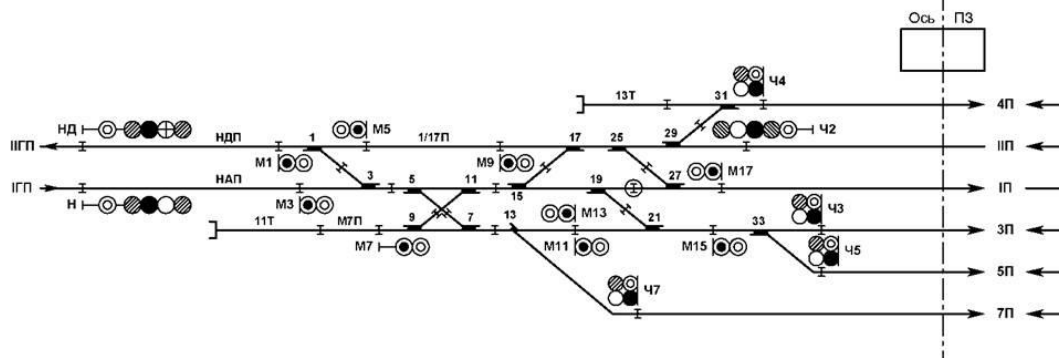 Ось ПЗ
Ч4
13Т
31
4П
НД
М5
IIГП
НДП
1
1/17П
17
25
29
Ч2
IIП
М1
М9
М17
IГП
НАП
3
5
11
15
19
27
IП
Н
М3
М13
Ч3
11Т
М7П
9
7
13
21
33
3П
М7
М11
М15
Ч5
5П
Ч7
7П